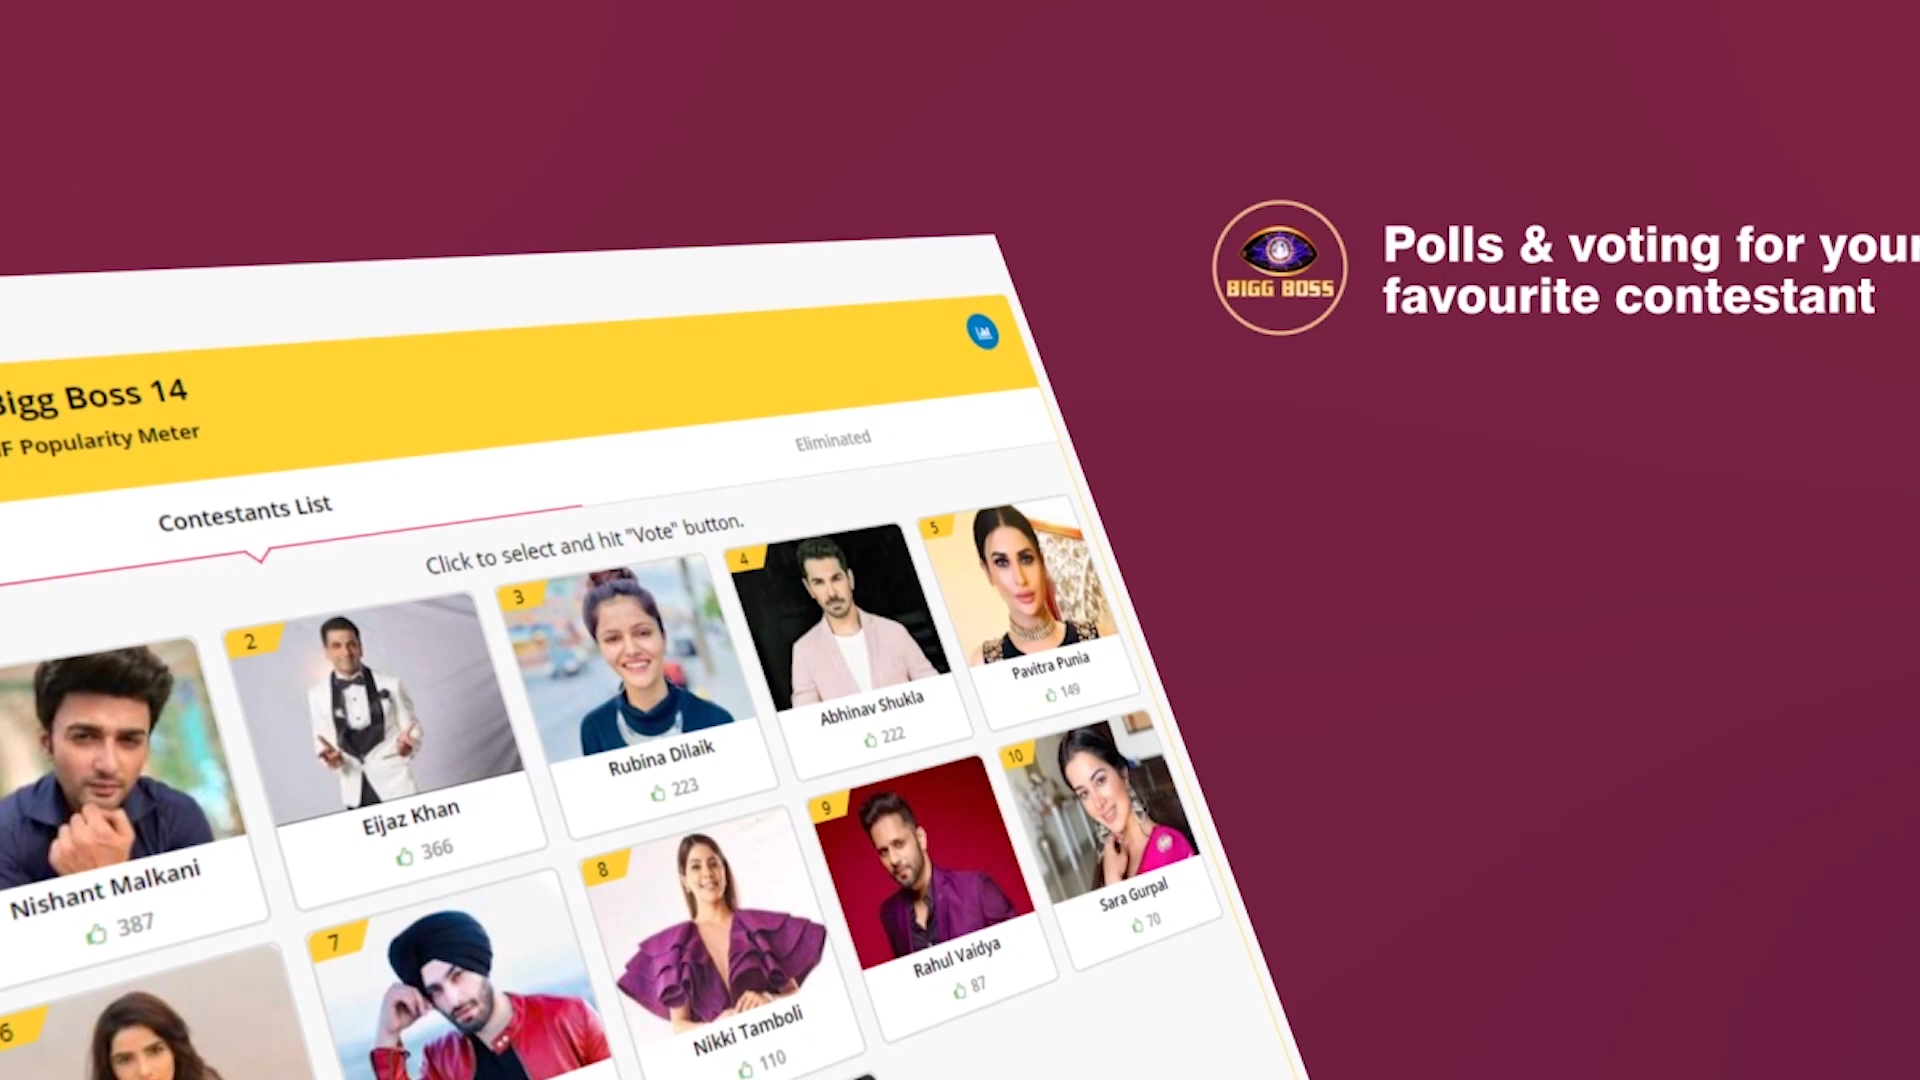 BIGG BOSS
Polls & voting for your
favourite contestant
Bigg Boss 14
F Popularity Meter
Contestants List
Eliminated
Click to select and hit "Vote" button.
Nishant Malkani
387
2
Eijaz Khan
366
3
Rubina Dilaik
223
4
Abhinav Shukla
222
5
Pavitra Punia
149
6
7
8
Nikki Tamboli
110
9
Rahul Vaidya
87
10
Sara Gurpal
70